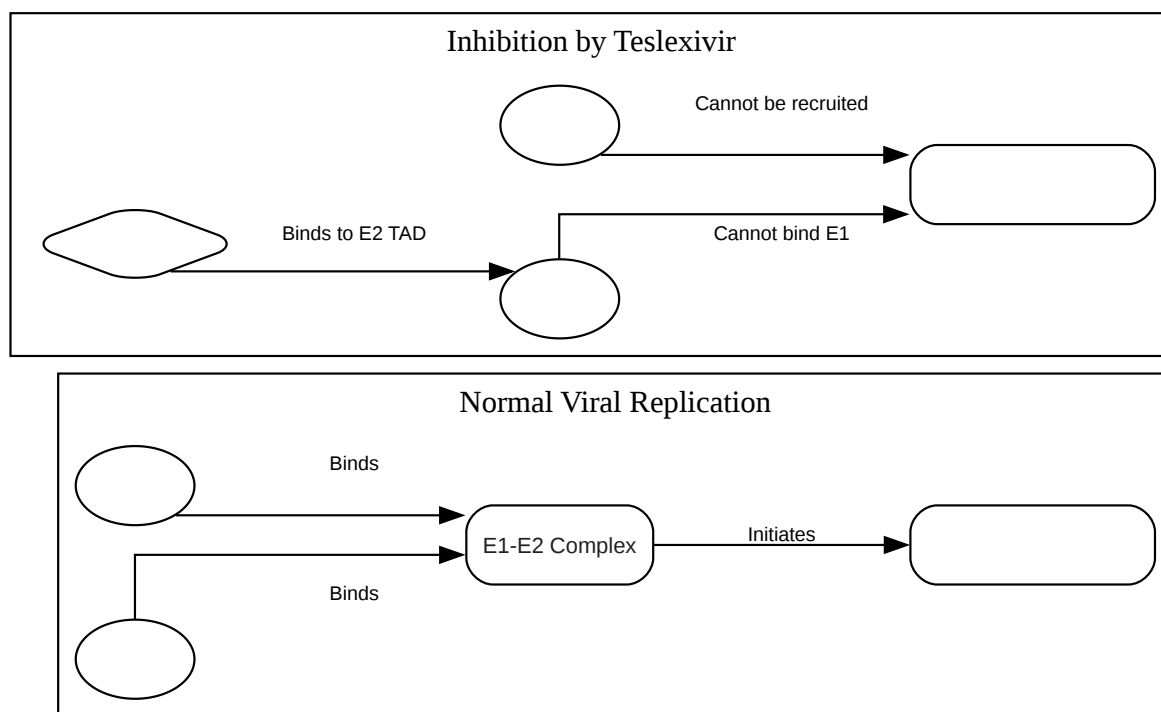 Inhibition by Teslexivir
Cannot be recruited
Binds to E2 TAD
Cannot bind E1
Normal Viral Replication
Binds
E1-E2 Complex
Initiates
Binds